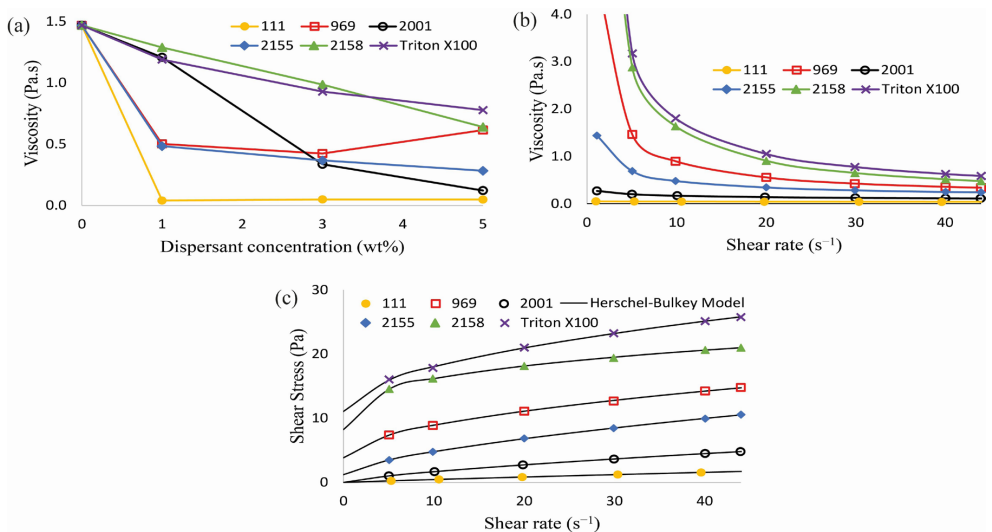 (a)
111 969 2001
2155 2158 Triton X100
Viscosity (Pa.s)
1.5
1.0
0.5
0.0
0 1 2 3 4 5
Dispersant concentration (wt%)
(b)
111 969 2001
2155 2158 Triton X100
Viscosity (Pa.s)
4.0
3.0
2.0
1.0
0.0
0 10 20 30 40
Shear rate (s⁻¹)
(c)
111 969 2001 Herschel-Bulkey Model
2155 2158 Triton X100
Shear Stress (Pa)
30
20
10
0
0 10 20 30 40
Shear rate (s⁻¹)